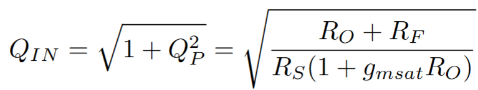 $Q_{IN} = \sqrt{1 + Q_P^2} = \sqrt{\frac{R_O + R_F}{R_S(1 + g_{msat}R_O)}}$